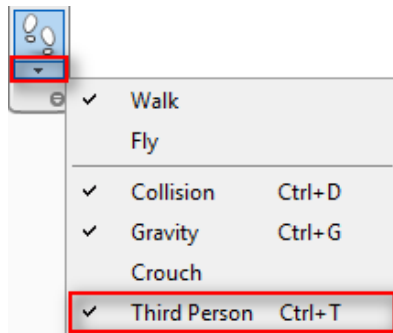 Walk
Fly
Collision Ctrl+D
Gravity Ctrl+G
Crouch
Third Person Ctrl+T